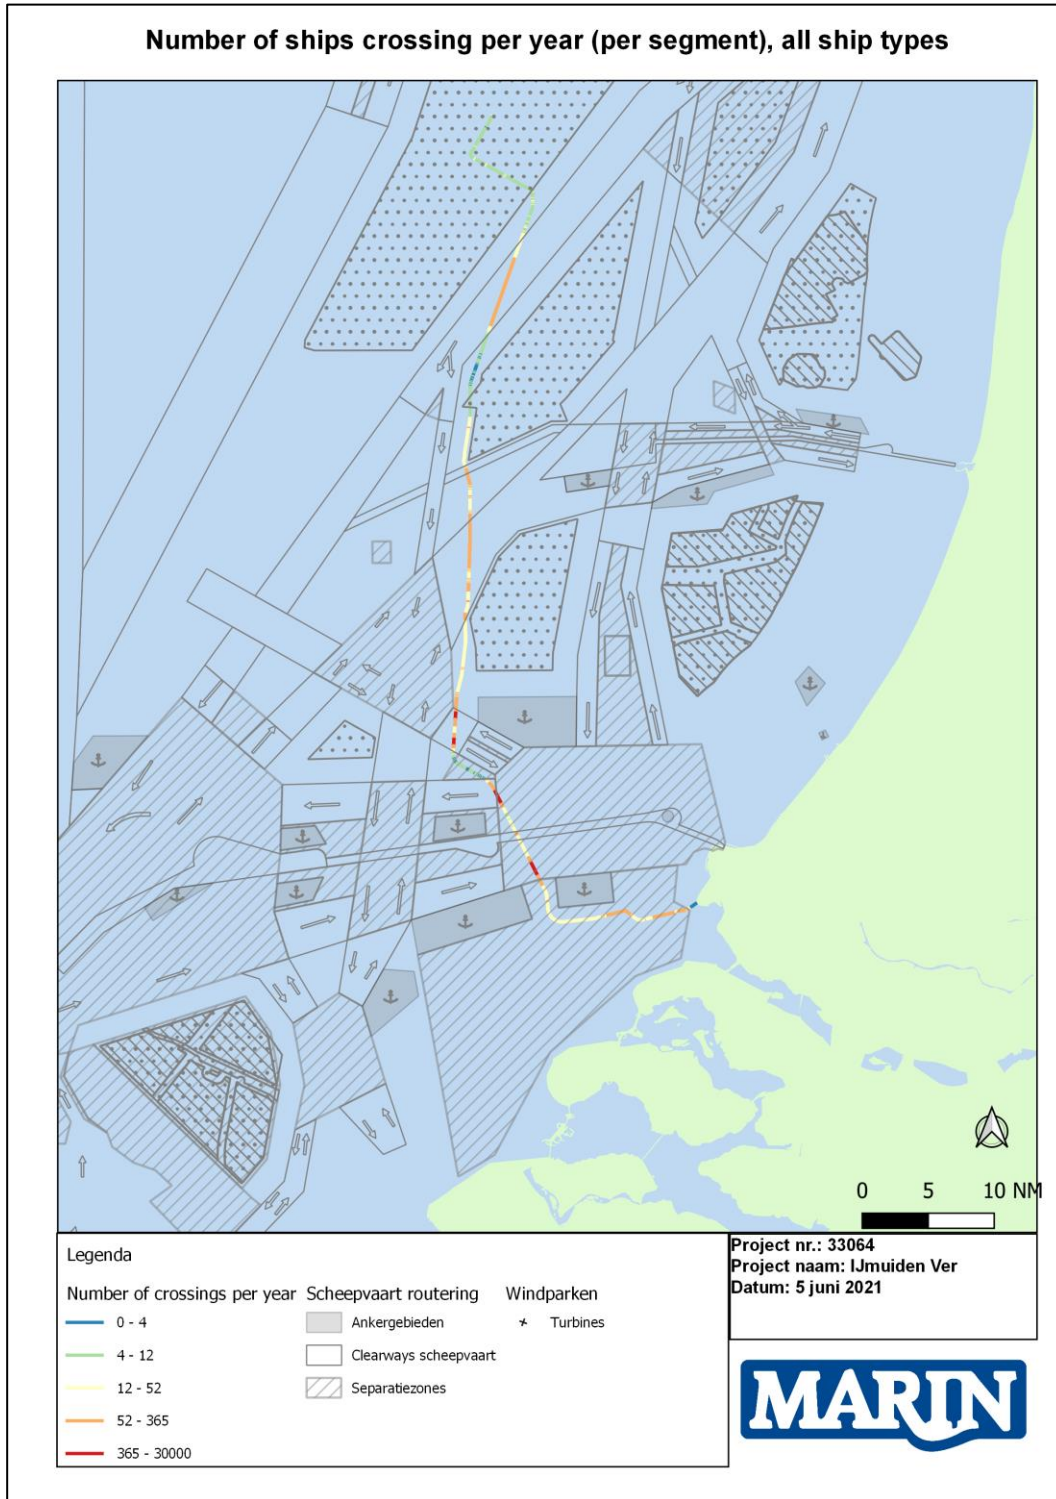 Number of ships crossing per year (per segment), all ship types
0 5 10 NM
Legenda
Number of crossings per year
0 - 4
4 - 12
12 - 52
52 - 365
365 - 30000
Scheepvaart routering
Ankergebieden
Clearways scheepvaart
Separatiezones
Windparken
Turbines
Project nr.: 33064
Project naam: IJmuiden Ver
Datum: 5 juni 2021
MARIN